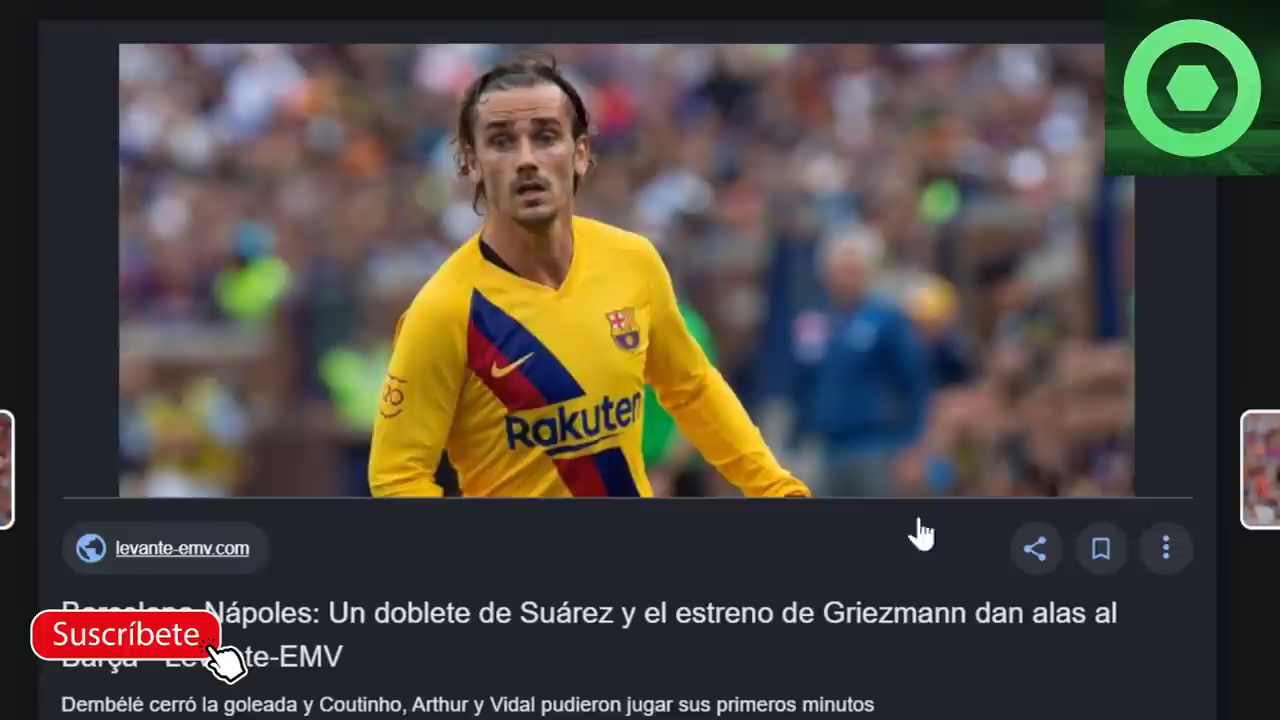 Rakuten
levante-emv.com
Nápoles: Un doblete de Suárez y el estreno de Griezmann dan alas al
Suscríbete
te-EMV
Dembélé cerró la goleada y Coutinho, Arthur y Vidal pudieron jugar sus primeros minutos